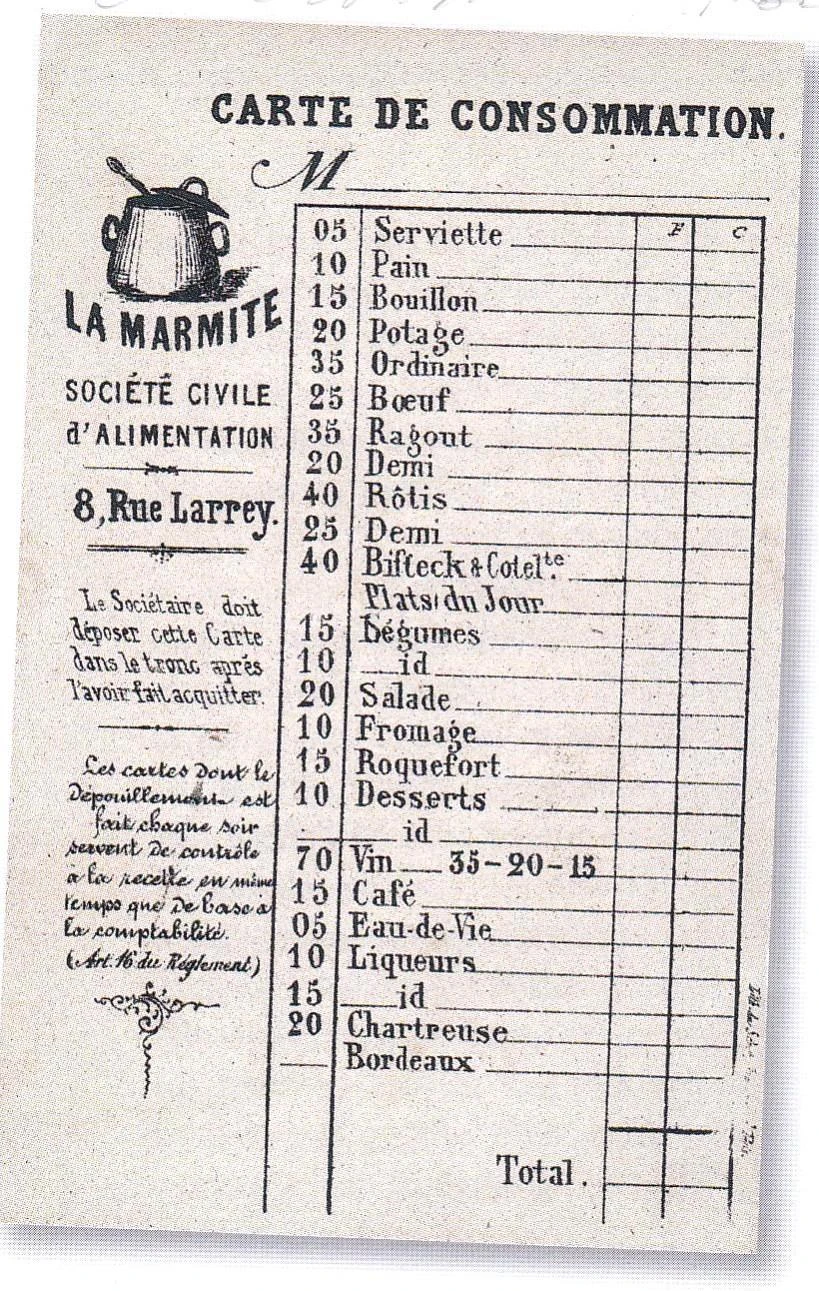 CARTE DE CONSOMMATION.
M
LA MARMITE
SOCIÉTÉ CIVILE
d'ALIMENTATION
8, Rue Larrey.
Le Sociétaire doit
déposer cette Carte
dans le tronc après
l'avoir fait acquitter.
Les cartes dont le
Dépouillement est
fait chaque soir
servent de contrôle
à la recette en même
temps que de base à
la comptabilité.
(Art. 16 du Réglement)
F C
05 Serviette
10 Pain
15 Bouillon
20 Potage
35 Ordinaire
25 Bœuf
35 Ragout
20 Demi
40 Rôtis
25 Demi
40 Bifteck & Cotel.te
Plats du Jour
15 Légumes
10 id
20 Salade
10 Fromage
15 Roquefort
10 Desserts
id
70 Vin 35-20-15
15 Café
05 Eau-de-Vie
10 Liqueurs
15 id
20 Chartreuse
Bordeaux
Total.